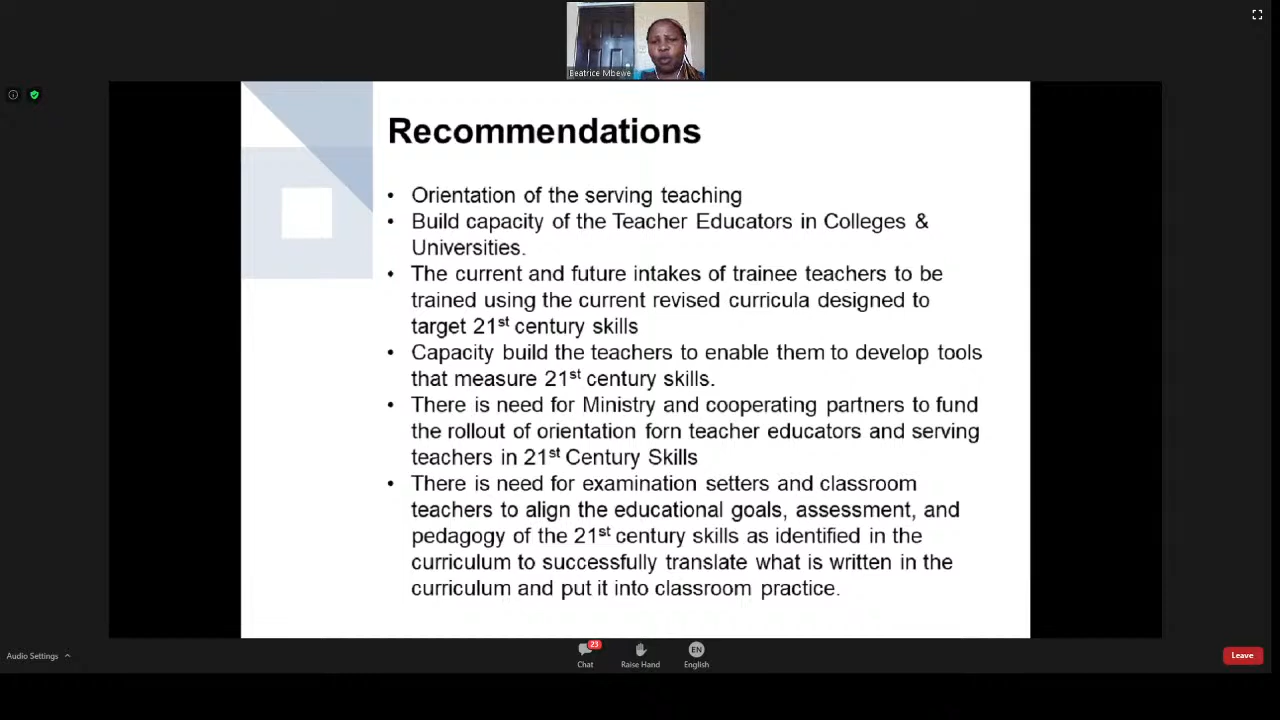 Beatrice Mbewe
Recommendations
• Orientation of the serving teaching
• Build capacity of the Teacher Educators in Colleges &
Universities.
• The current and future intakes of trainee teachers to be
trained using the current revised curricula designed to
target 21st century skills
• Capacity build the teachers to enable them to develop tools
that measure 21st century skills.
• There is need for Ministry and cooperating partners to fund
the rollout of orientation forn teacher educators and serving
teachers in 21st Century Skills
• There is need for examination setters and classroom
teachers to align the educational goals, assessment, and
pedagogy of the 21st century skills as identified in the
curriculum to successfully translate what is written in the
curriculum and put it into classroom practice.
Audio Settings
23
Chat
Raise Hand
EN
English
Leave